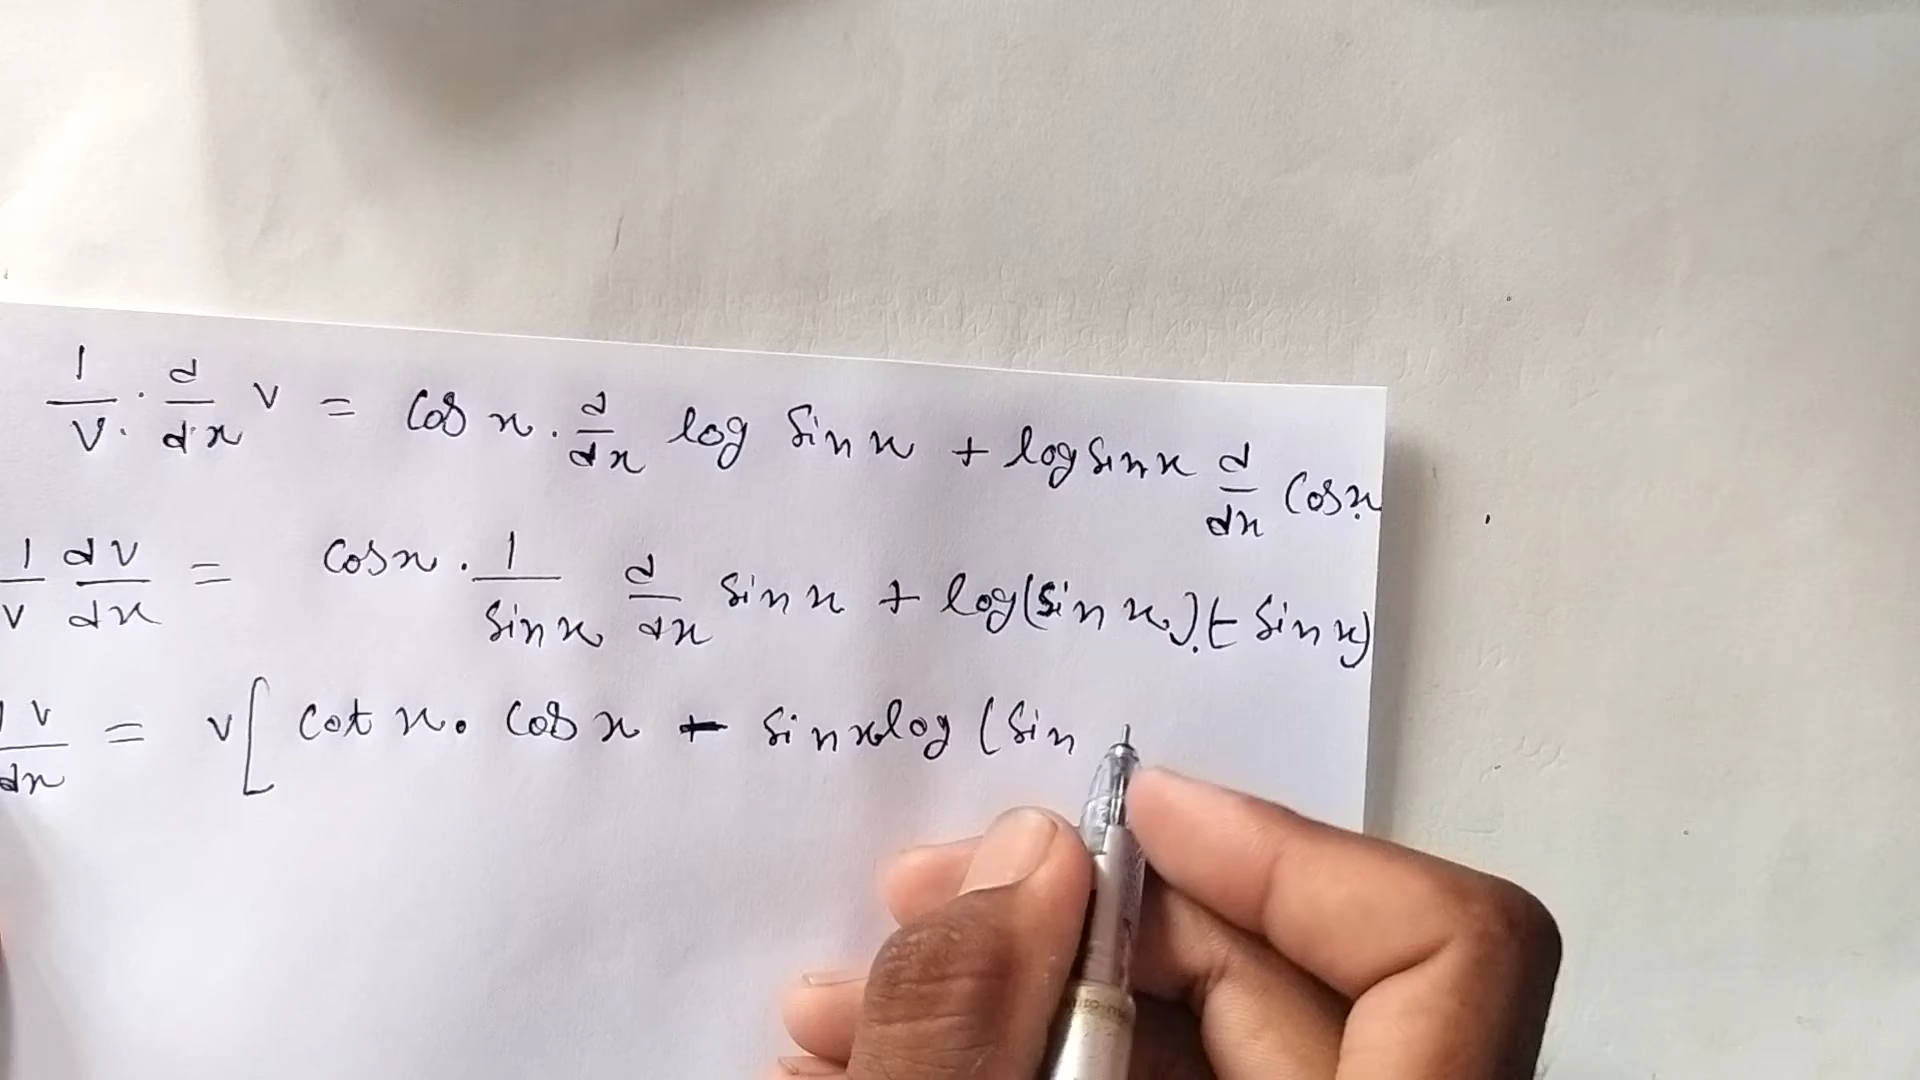 1/v . d/dx v = cos x . d/dx log sin x + log sin x d/dx cos x
1/v dv/dx = cos x . 1/sin x d/dx sin x + log(sin x).(- sin x)
dv/dx = v[ cot x . cos x - sin x log (sin